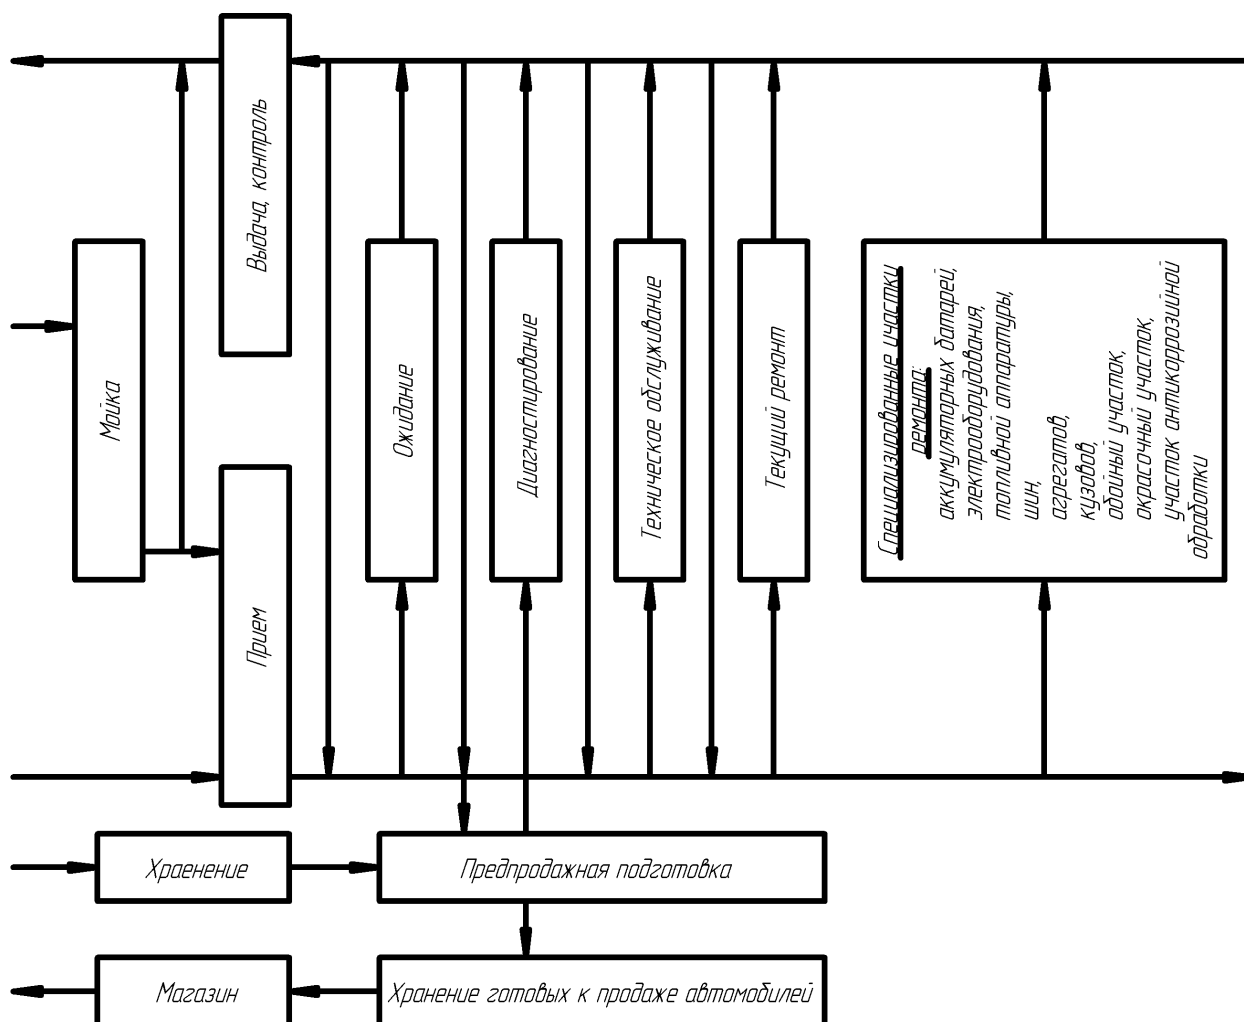 Мойка
Выдача, контроль
Прием
Ожидание
Диагностирование
Техническое обслуживание
Текущий ремонт
Специализированные участки
ремонта:
аккумуляторных батарей,
электрооборудования,
топливной аппаратуры,
шин,
агрегатов,
кузовов,
обойный участок,
окрасочный участок,
участок антикоррозийной
обработки
Храенение
Предпродажная подготовка
Магазин
Хранение готовых к продаже автомобилей